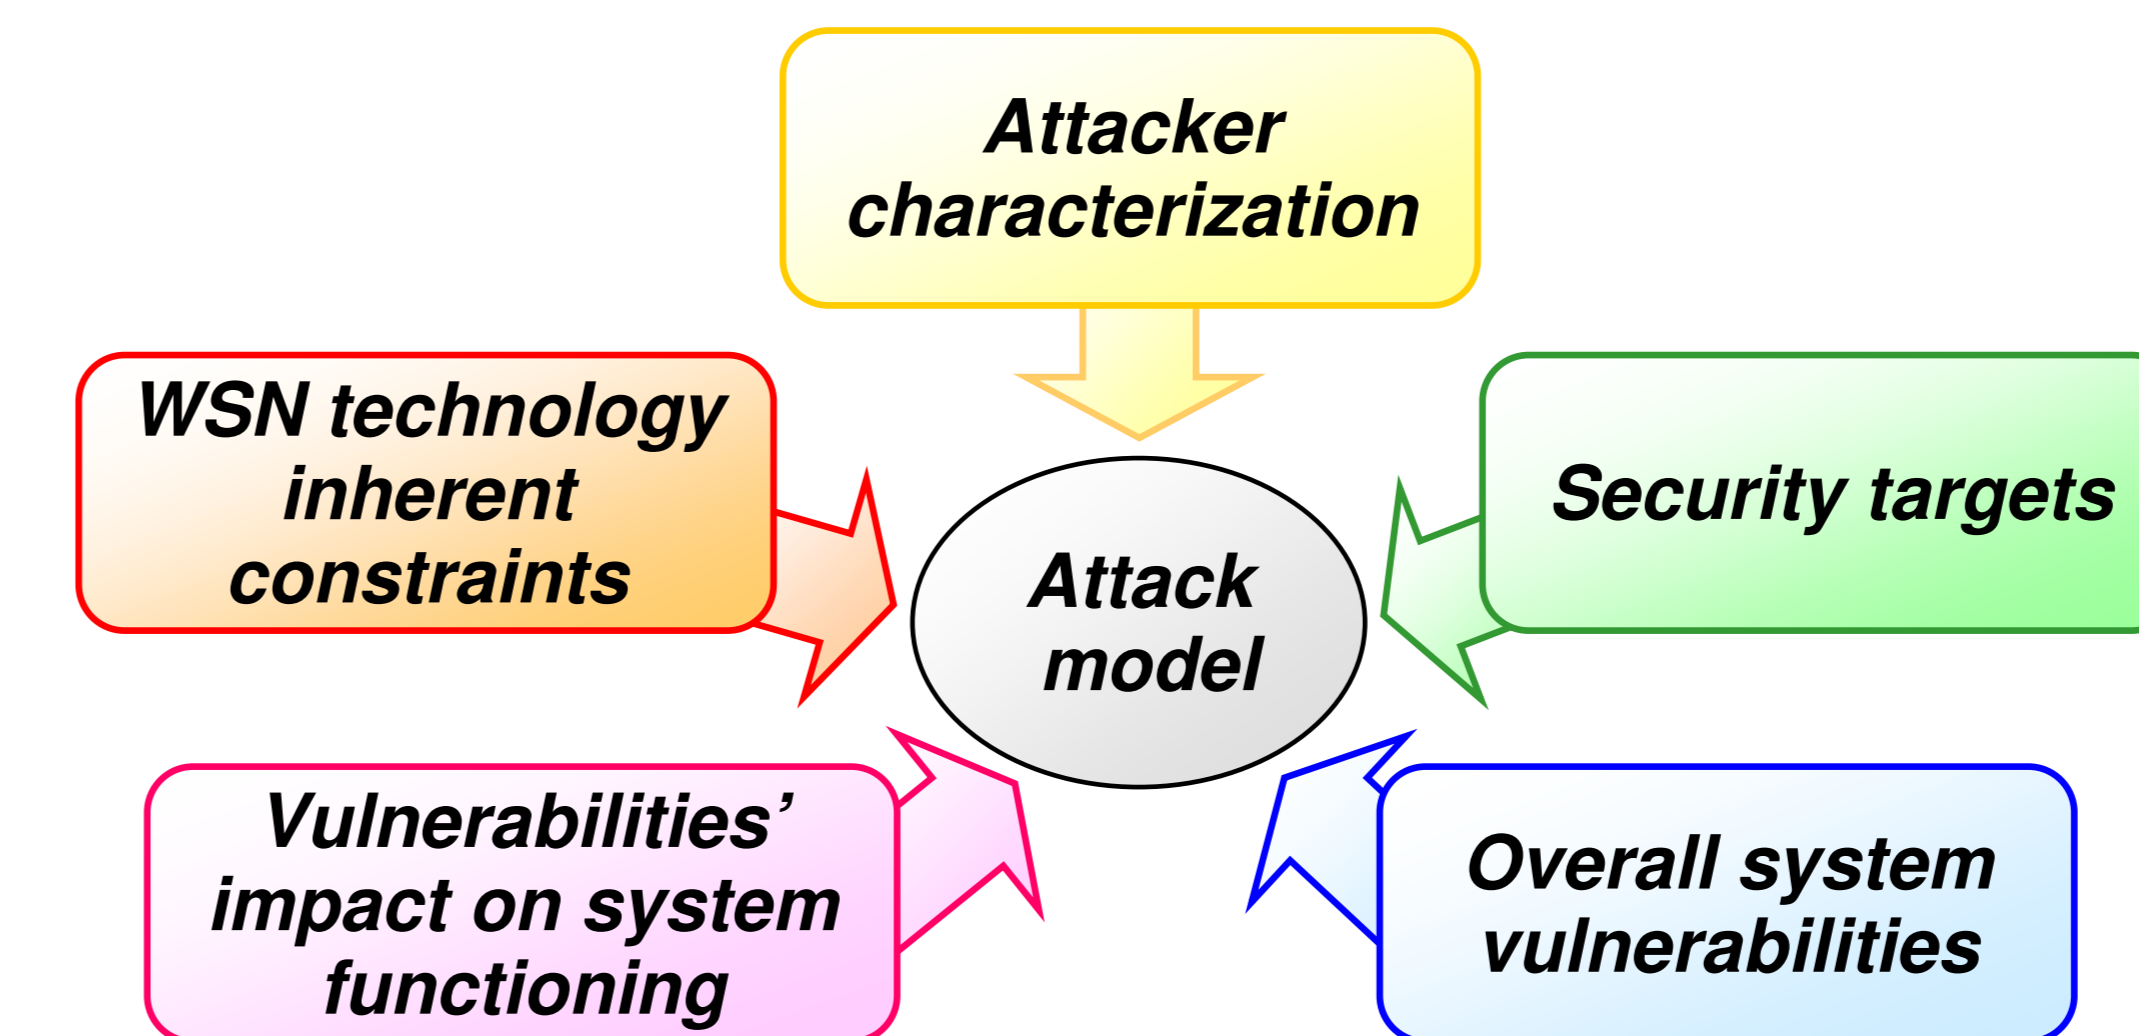 Attacker
characterization
WSN technology
inherent
constraints
Security targets
Attack
model
Vulnerabilities’
impact on system
functioning
Overall system
vulnerabilities